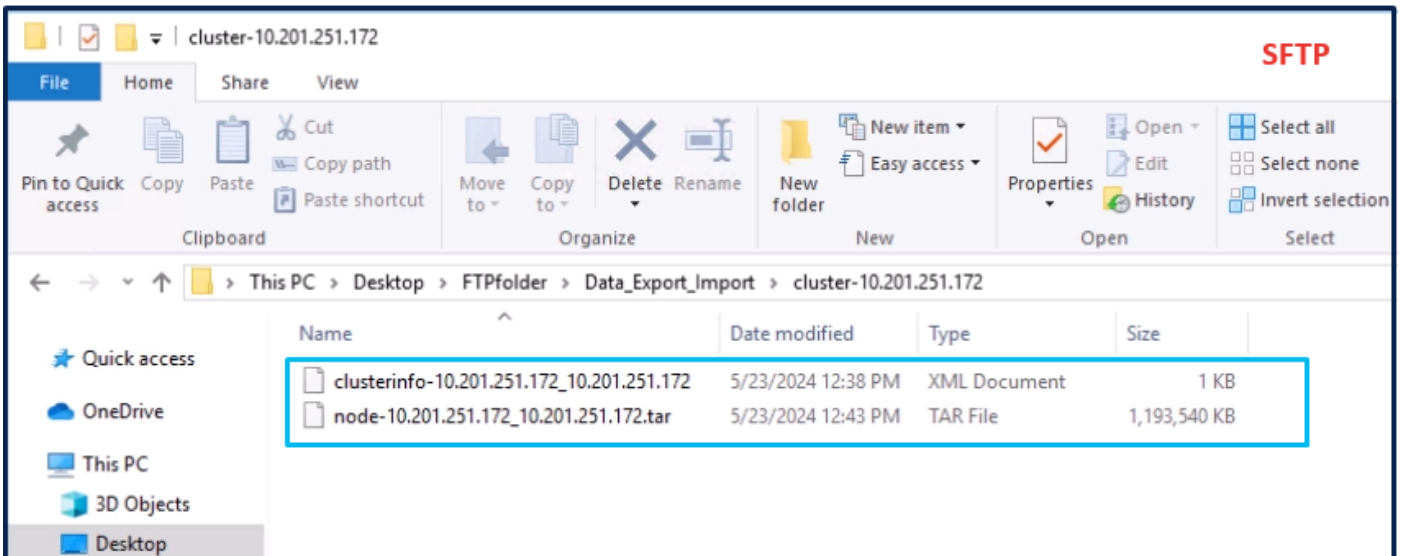 cluster-10.201.251.172
SFTP
File Home Share View
Pin to Quick access
Copy
Paste
Cut
Copy path
Paste shortcut
Clipboard
Move to
Copy to
Delete
Rename
Organize
New folder
New item
Easy access
New
Properties
Open
Edit
History
Open
Select all
Select none
Invert selection
Select
This PC > Desktop > FTPfolder > Data_Export_Import > cluster-10.201.251.172
Name Date modified Type Size
Quick access
OneDrive
This PC
3D Objects
Desktop
clusterinfo-10.201.251.172_10.201.251.172 5/23/2024 12:38 PM XML Document 1 KB
node-10.201.251.172_10.201.251.172.tar 5/23/2024 12:43 PM TAR File 1,193,540 KB